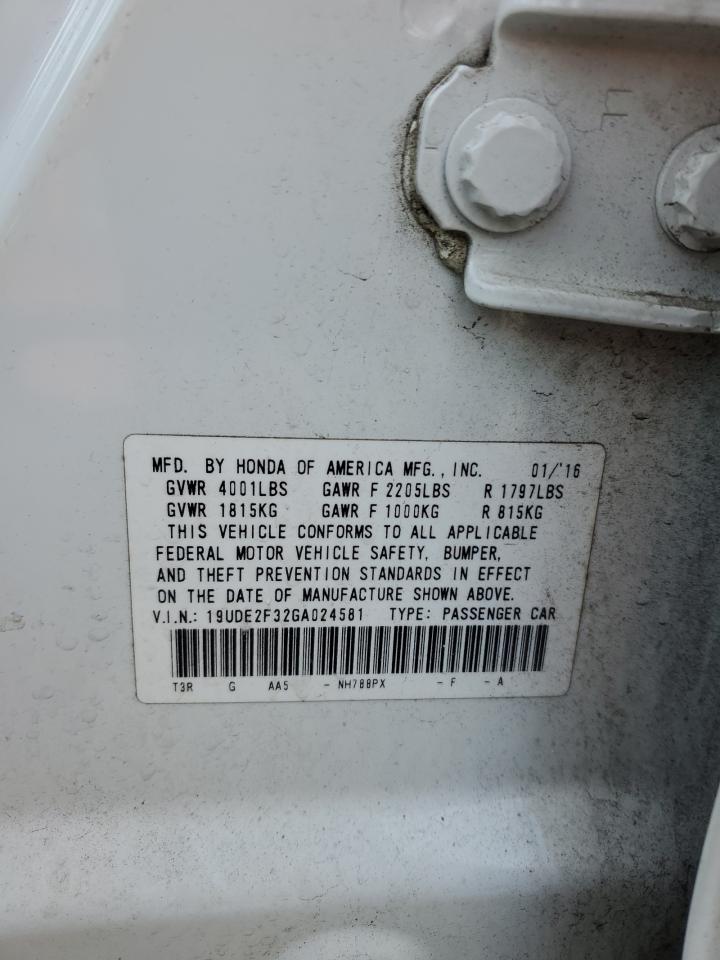 MFD. BY HONDA OF AMERICA MFG., INC. 01/'16
GVWR 4001LBS GAWR F 2205LBS R 1797LBS
GVWR 1815KG GAWR F 1000KG R 815KG
THIS VEHICLE CONFORMS TO ALL APPLICABLE
FEDERAL MOTOR VEHICLE SAFETY, BUMPER,
AND THEFT PREVENTION STANDARDS IN EFFECT
ON THE DATE OF MANUFACTURE SHOWN ABOVE.
V.I.N.: 19UDE2F32GA024581 TYPE: PASSENGER CAR
T3R G AA5 - NH788PX - F - A